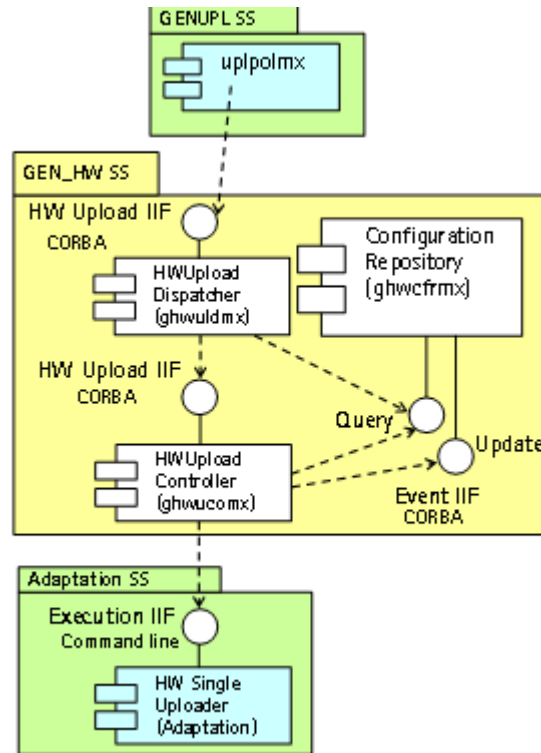 GENUPL SS
uplpolmx
GEN_HW SS
HW Upload IIF
CORBA
Configuration
Repository
(ghwcfrmx)
HWUpload
Dispatcher
(ghwuldmx)
HW Upload IIF
CORBA
Query
Update
HWUpload
Controller
(ghwucomx)
Event IIF
CORBA
Adaptation SS
Execution IIF
Command line
HW Single
Uploader
(Adaptation)